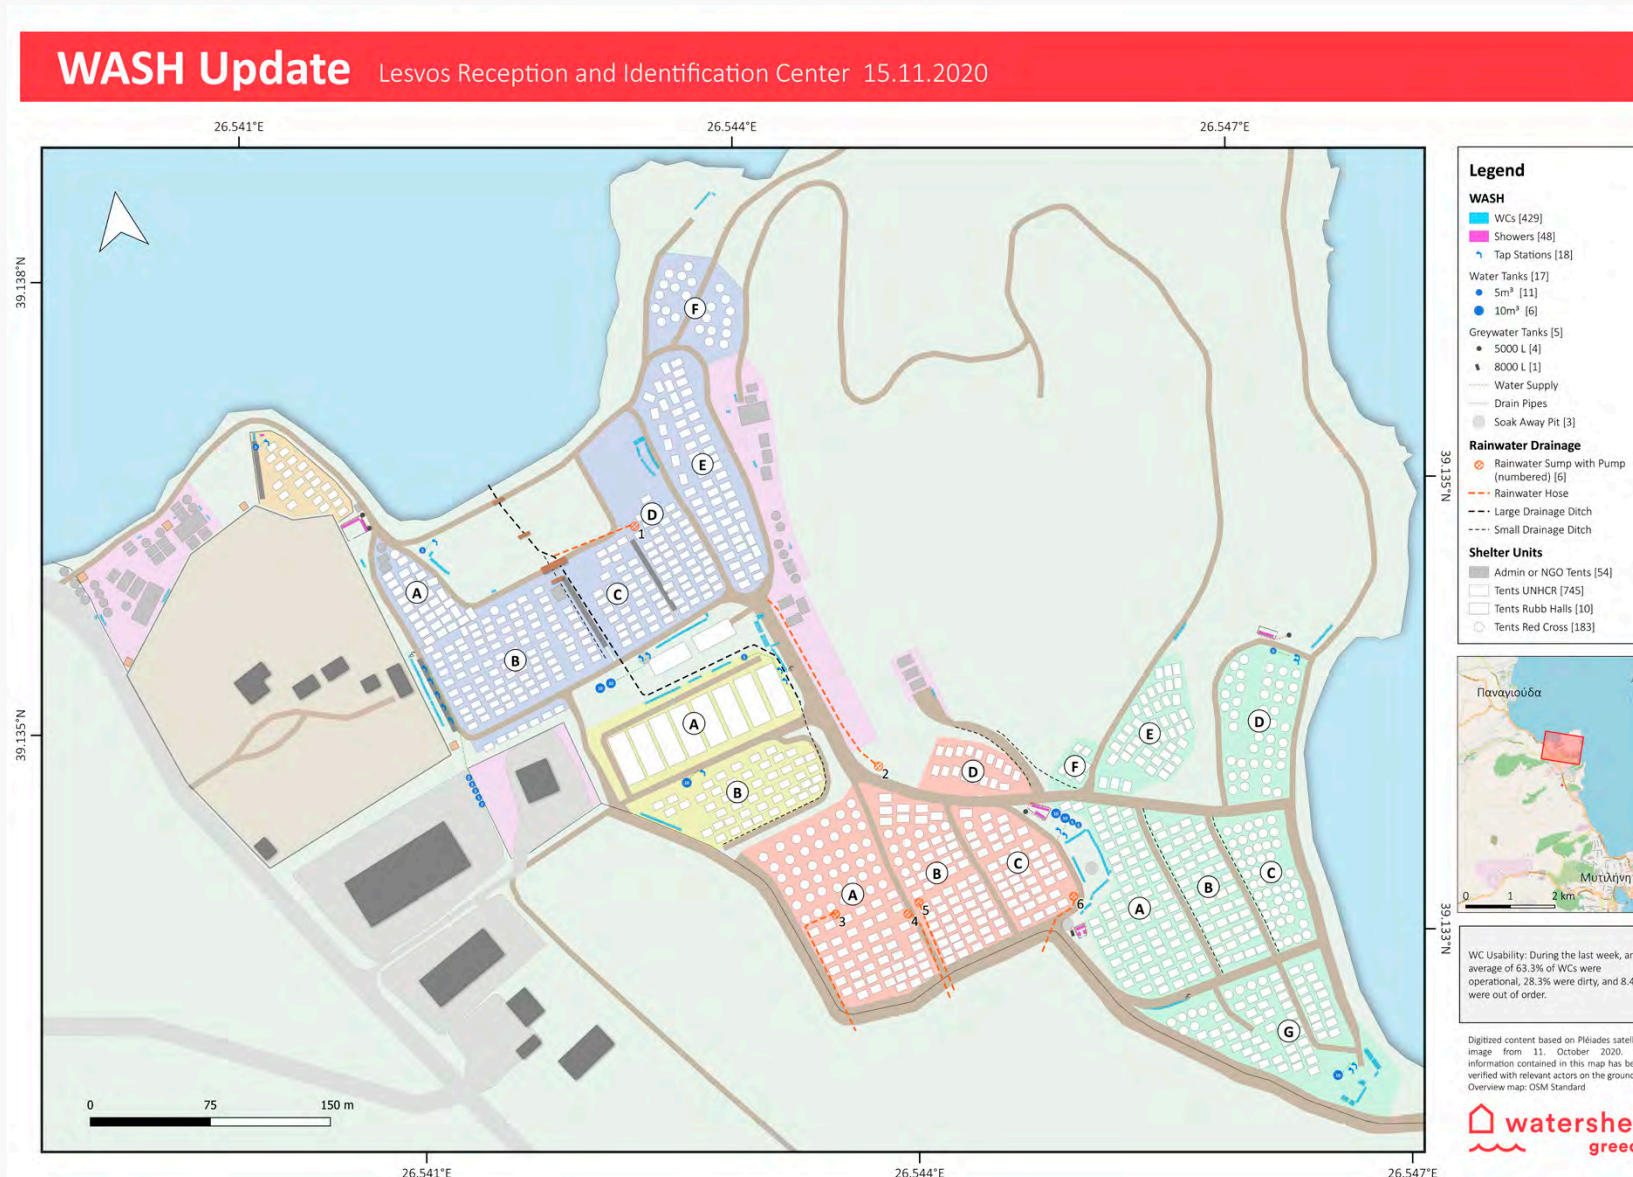 WASH Update Lesvos Reception and Identification Center 15.11.2020
26.541°E 26.544°E 26.547°E
39.138°N
39.135°N
39.135°N
39.133°N
F
E
D
1
C
A
B
A
B
2
D
F
E
D
A
3
B
5
4
C
6
A
B
C
G
0 75 150 m
26.541°E 26.544°E 26.547°E
Legend
WASH
WCs [429]
Showers [48]
Tap Stations [18]
Water Tanks [17]
5m³ [11]
10m³ [6]
Greywater Tanks [5]
5000 L [4]
8000 L [1]
Water Supply
Drain Pipes
Soak Away Pit [3]
Rainwater Drainage
Rainwater Sump with Pump
(numbered) [6]
Rainwater Hose
Large Drainage Ditch
Small Drainage Ditch
Shelter Units
Admin or NGO Tents [54]
Tents UNHCR [745]
Tents Rubb Halls [10]
Tents Red Cross [183]
Παναγιούδα
Μυτιλήνη
0 1 2 km
WC Usability: During the last week, an
average of 63.3% of WCs were
operational, 28.3% were dirty, and 8.4
were out of order.
Digitized content based on Pléiades satell
image from 11. October 2020.
information contained in this map has be
verified with relevant actors on the ground
Overview map: OSM Standard
watershe
greec